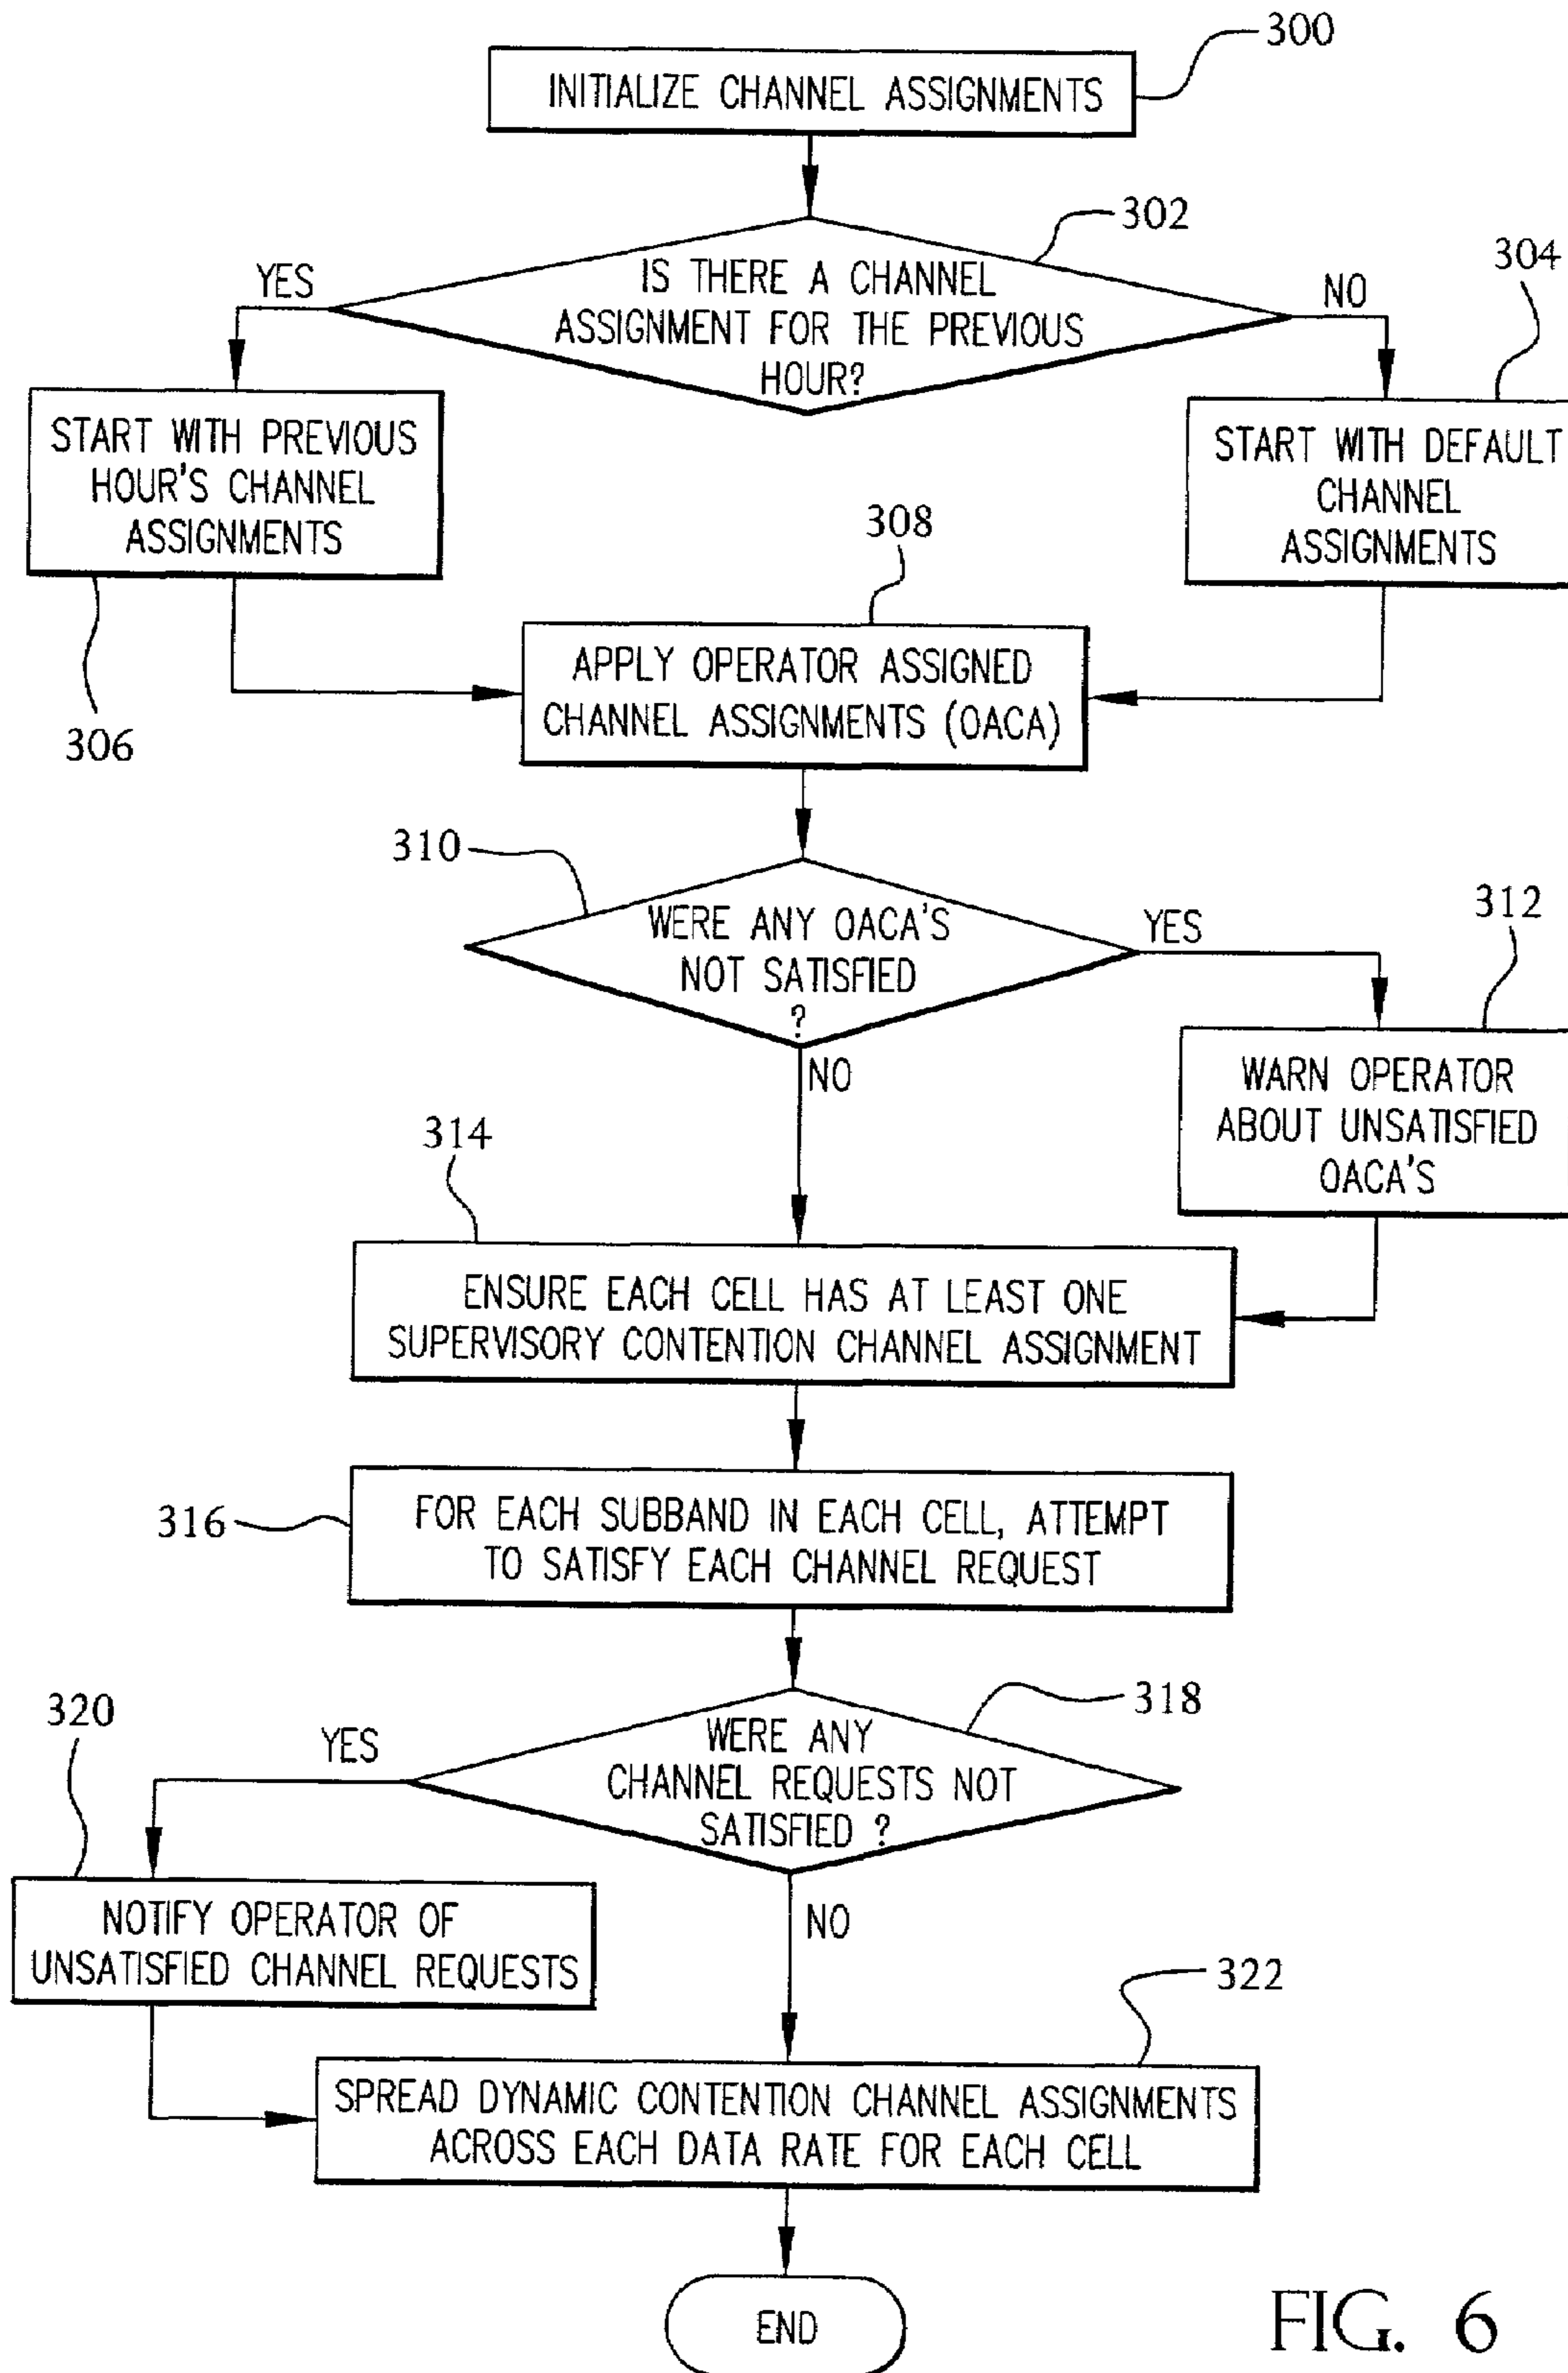 300
INITIALIZE CHANNEL ASSIGNMENTS
302
IS THERE A CHANNEL
ASSIGNMENT FOR THE PREVIOUS
HOUR?
YES
NO
304
START WITH PREVIOUS
HOUR'S CHANNEL
ASSIGNMENTS
306
START WITH DEFAULT
CHANNEL
ASSIGNMENTS
308
APPLY OPERATOR ASSIGNED
CHANNEL ASSIGNMENTS (OACA)
310
WERE ANY OACA'S
NOT SATISFIED
?
YES
NO
312
WARN OPERATOR
ABOUT UNSATISFIED
OACA'S
314
ENSURE EACH CELL HAS AT LEAST ONE
SUPERVISORY CONTENTION CHANNEL ASSIGNMENT
316
FOR EACH SUBBAND IN EACH CELL, ATTEMPT
TO SATISFY EACH CHANNEL REQUEST
318
WERE ANY
CHANNEL REQUESTS NOT
SATISFIED ?
YES
NO
320
NOTIFY OPERATOR OF
UNSATISFIED CHANNEL REQUESTS
322
SPREAD DYNAMIC CONTENTION CHANNEL ASSIGNMENTS
ACROSS EACH DATA RATE FOR EACH CELL
END
FIG. 6